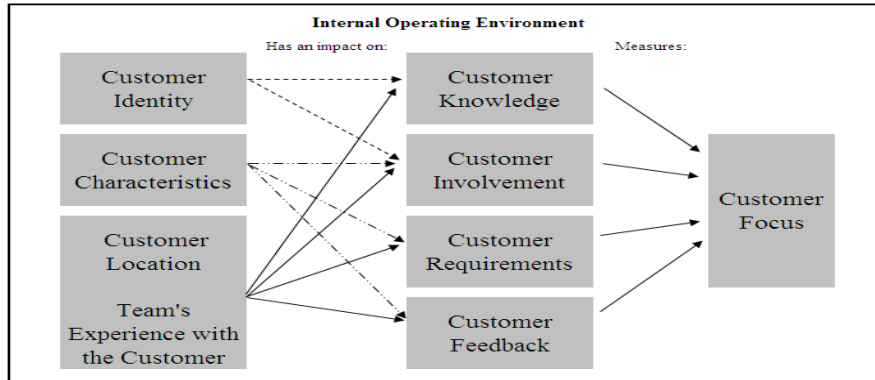 Internal Operating Environment
Has an impact on:
Measures:
Customer
Identity
Customer
Knowledge
Customer
Characteristics
Customer
Involvement
Customer
Focus
Customer
Location
Customer
Requirements
Team's
Experience with
the Customer
Customer
Feedback